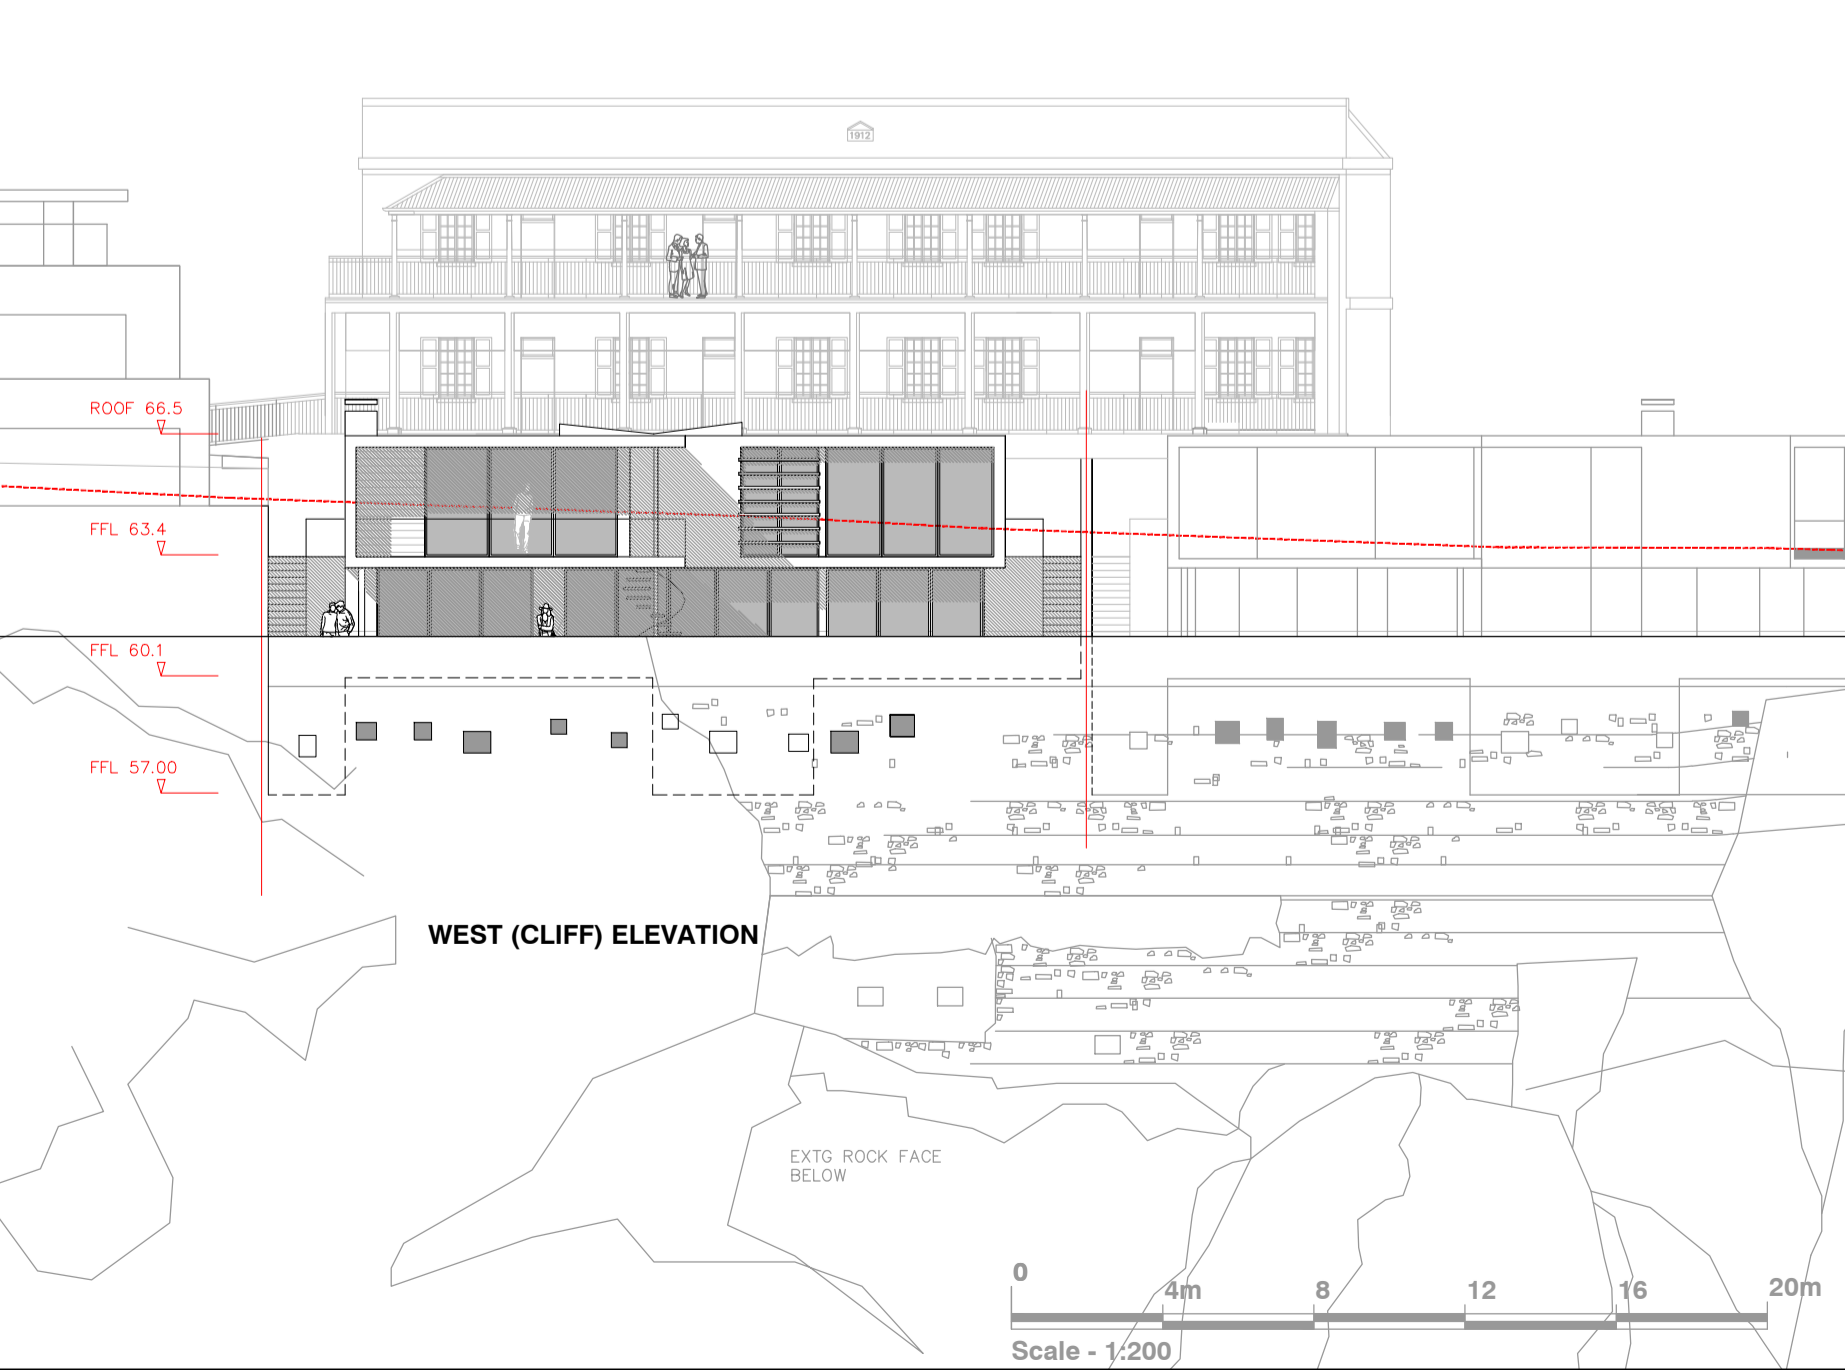 1912
ROOF 66.5
FFL 63.4
FFL 60.1
FFL 57.00
WEST (CLIFF) ELEVATION
EXTG ROCK FACE
BELOW
0 4m 8 12 16 20m
Scale - 1:200